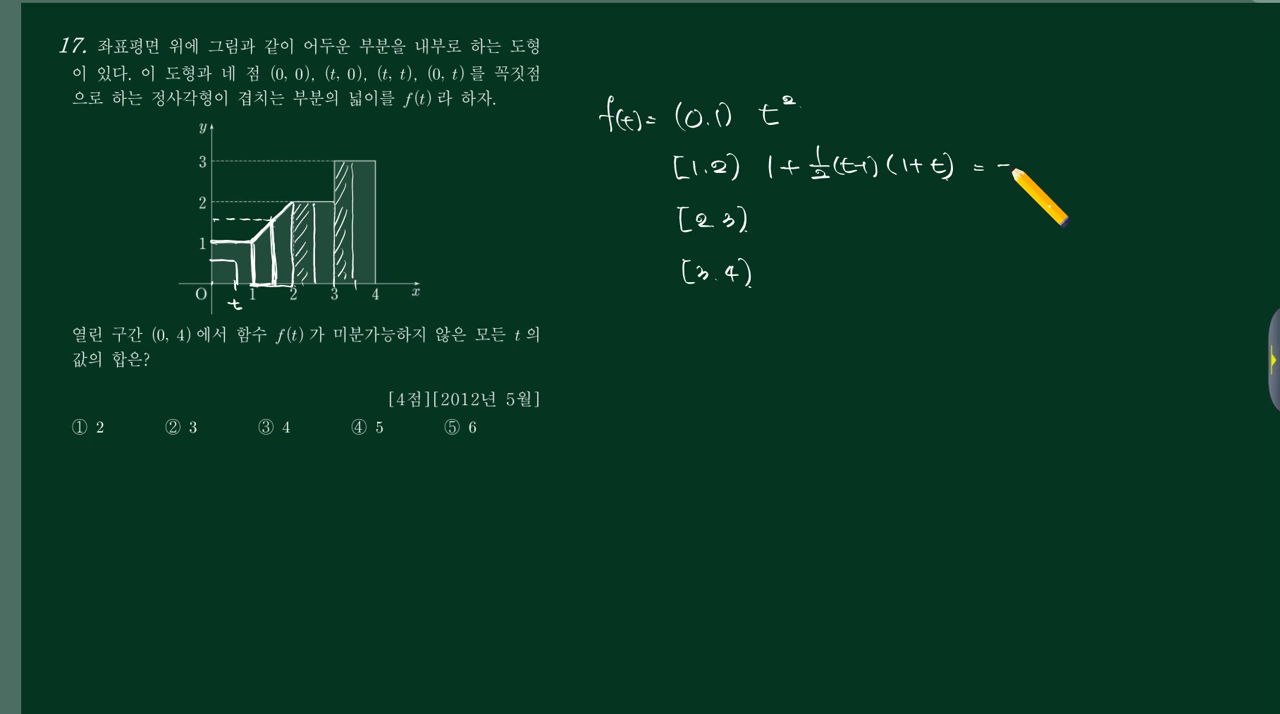 17. 좌표평면 위에 그림과 같이 어두운 부분을 내부로 하는 도형
이 있다. 이 도형과 네 점 (0, 0), (t, 0), (t, t), (0, t)를 꼭짓점
으로 하는 정사각형이 겹치는 부분의 넓이를 f(t)라 하자.
y
3
2
1
O 1 2 3 4 x
t
열린 구간 (0, 4)에서 함수 f(t)가 미분가능하지 않은 모든 t의
값의 합은?
[4점][2012년 5월]
① 2 ② 3 ③ 4 ④ 5 ⑤ 6
f(t)= (0.1) t²
[1.2) 1+½(t-1)(1+t) = -
[2 3)
[3.4)